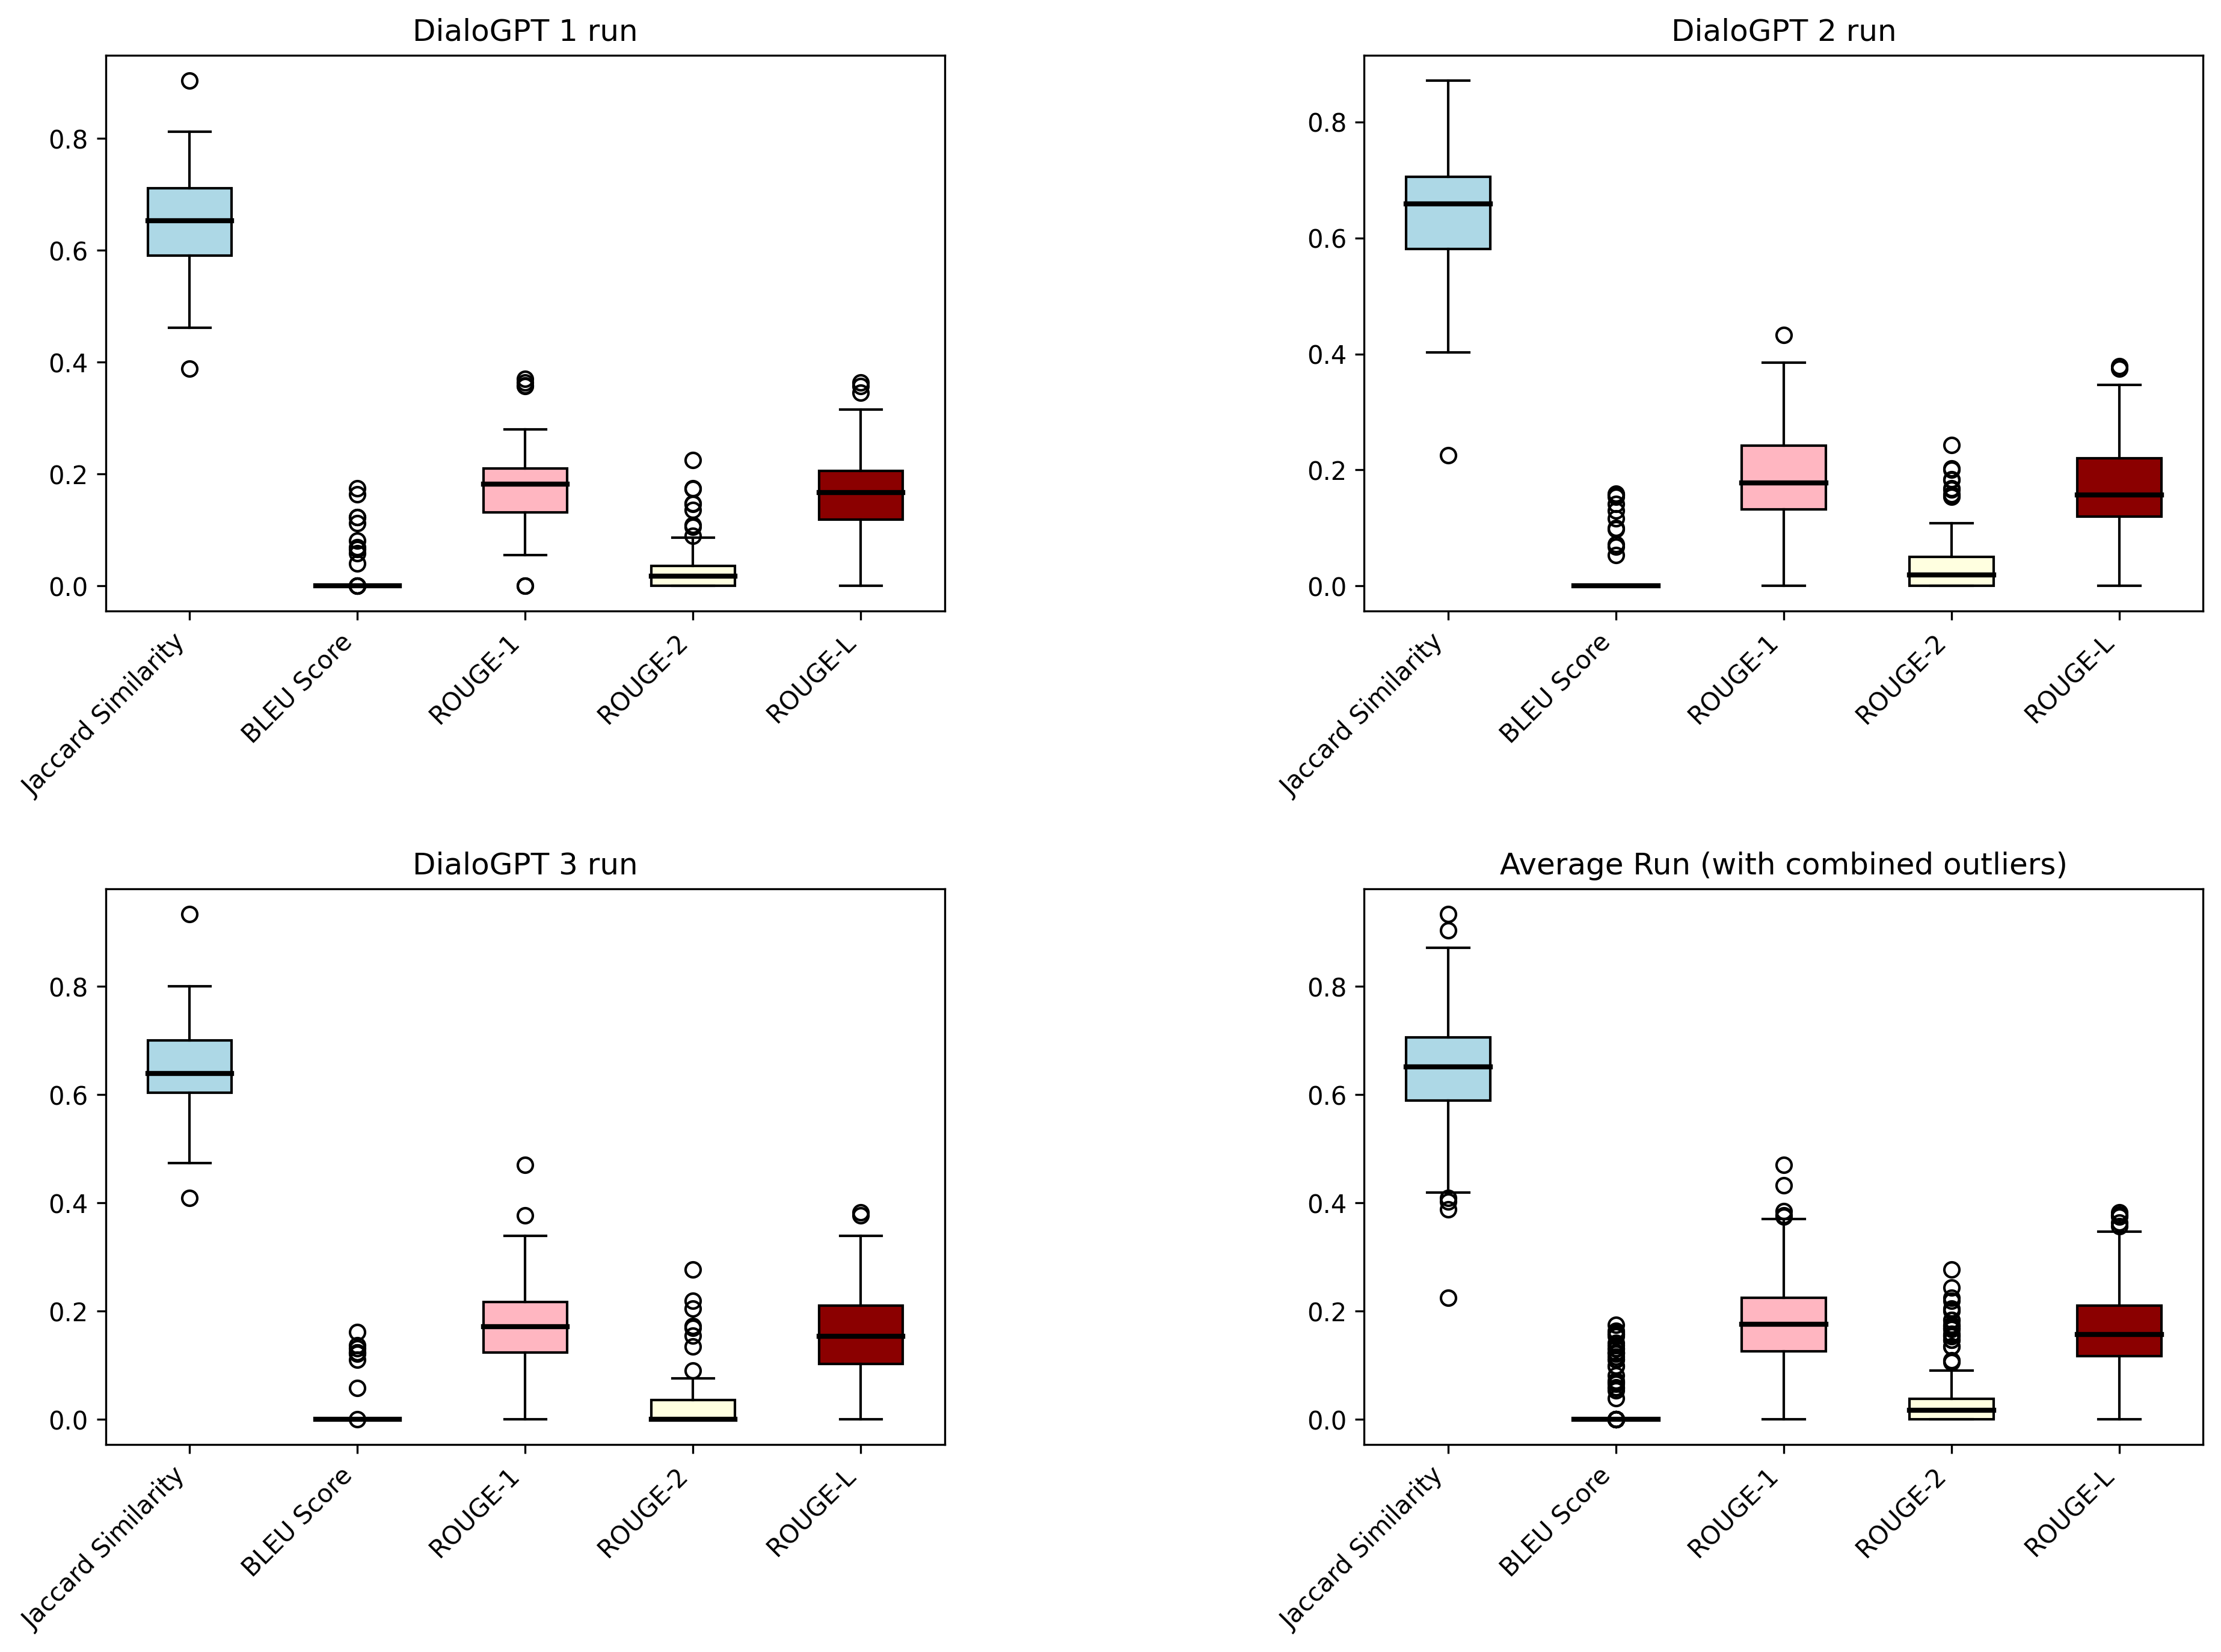 DialoGPT 1 run
0.8
0.6
0.4
0.2
0.0
Jaccard Similarity
BLEU Score
ROUGE-1
ROUGE-2
ROUGE-L
DialoGPT 2 run
0.8
0.6
0.4
0.2
0.0
Jaccard Similarity
BLEU Score
ROUGE-1
ROUGE-2
ROUGE-L
DialoGPT 3 run
0.8
0.6
0.4
0.2
0.0
Jaccard Similarity
BLEU Score
ROUGE-1
ROUGE-2
ROUGE-L
Average Run (with combined outliers)
0.8
0.6
0.4
0.2
0.0
Jaccard Similarity
BLEU Score
ROUGE-1
ROUGE-2
ROUGE-L